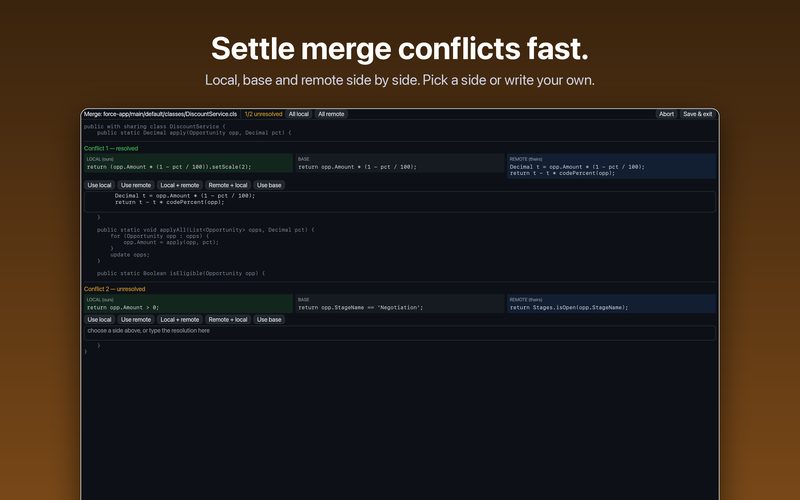 Settle merge conflicts fast.
Local, base and remote side by side. Pick a side or write your own.
Merge: force-app/main/default/classes/DiscountService.cls 1/2 unresolved All local All remote Abort Save & exit
public with sharing class DiscountService {
    public static Decimal apply(Opportunity opp, Decimal pct) {
Conflict 1 — resolved
LOCAL (ours) BASE REMOTE (theirs)
return (opp.Amount * (1 - pct / 100)).setScale(2); return opp.Amount * (1 - pct / 100); Decimal t = opp.Amount * (1 - pct / 100);
return t - t * codePercent(opp);
Use local Use remote Local + remote Remote + local Use base
        Decimal t = opp.Amount * (1 - pct / 100);
        return t - t * codePercent(opp);
    }
    public static void applyAll(List<Opportunity> opps, Decimal pct) {
        for (Opportunity opp : opps) {
            opp.Amount = apply(opp, pct);
        }
        update opps;
    }
    public static Boolean isEligible(Opportunity opp) {
Conflict 2 — unresolved
LOCAL (ours) BASE REMOTE (theirs)
return opp.Amount > 0; return opp.StageName == 'Negotiation'; return Stages.isOpen(opp.StageName);
Use local Use remote Local + remote Remote + local Use base
choose a side above, or type the resolution here
    }
}